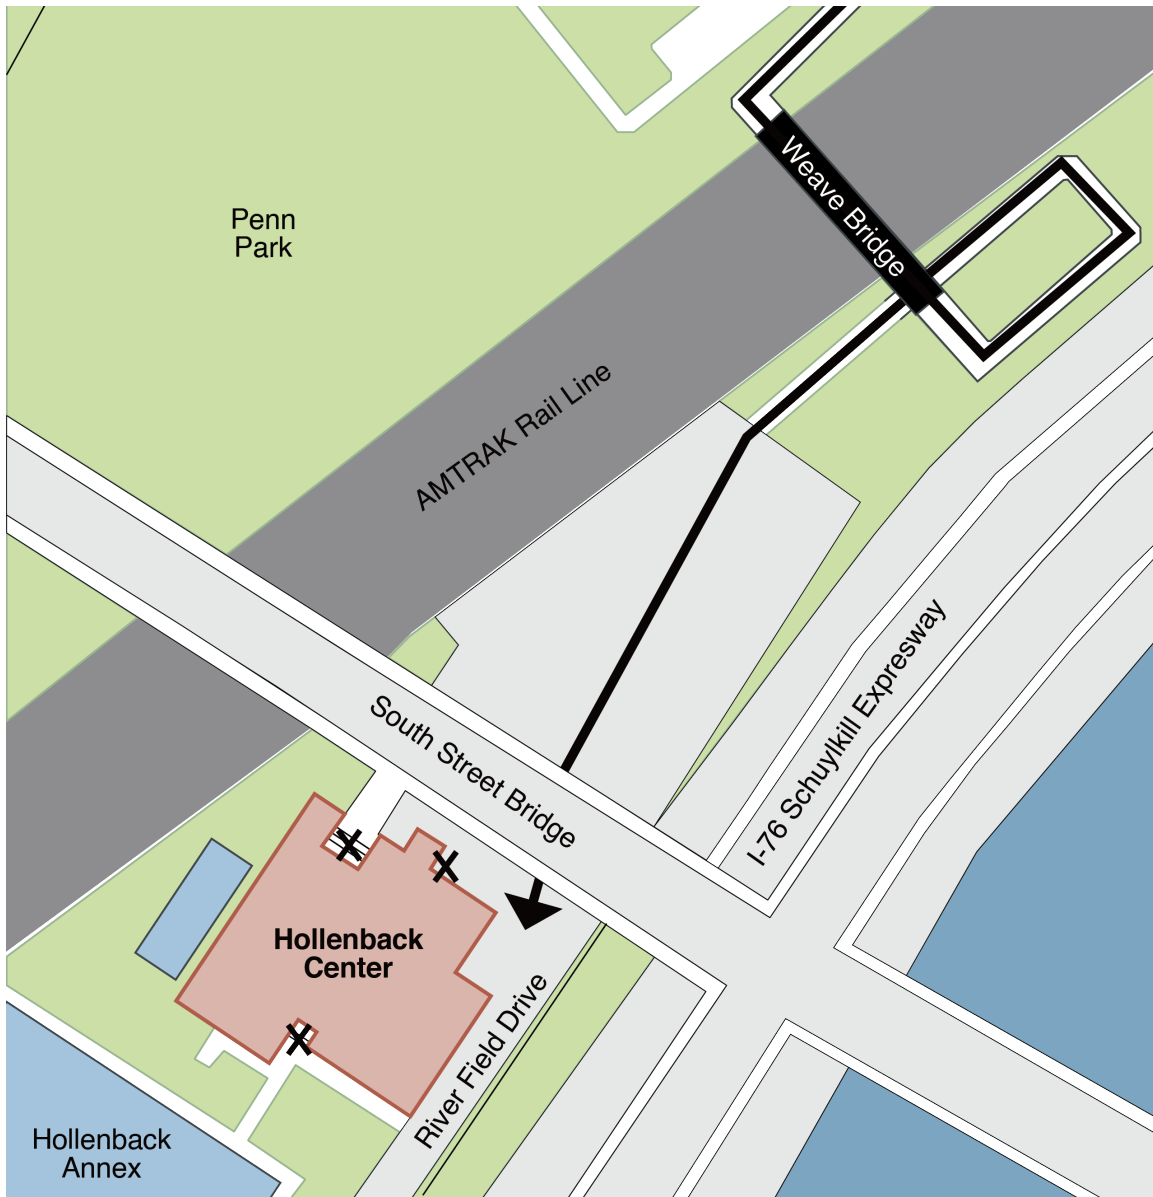 Weave Bridge
Penn
Park
AMTRAK Rail Line
South Street Bridge
I-76 Schuylkill Expresway
Hollenback
Center
River Field Drive
Hollenback
Annex